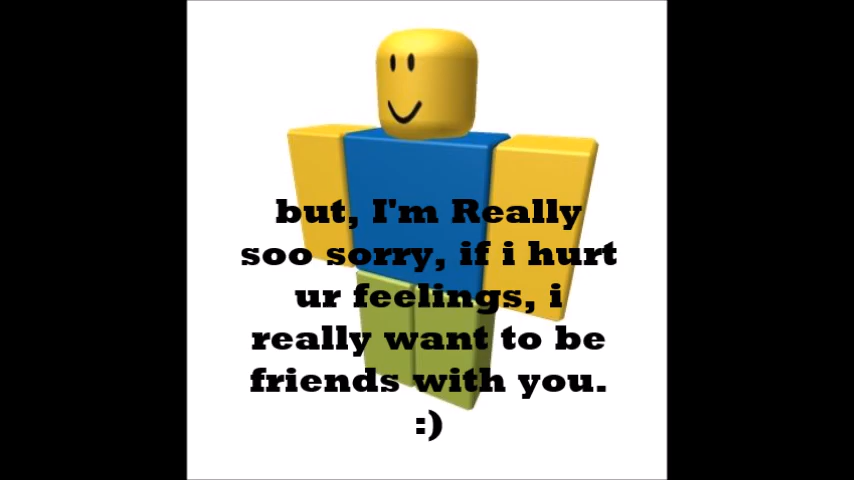 but, I'm Really
soo sorry, if i hurt
ur feelings, i
really want to be
friends with you.
:)